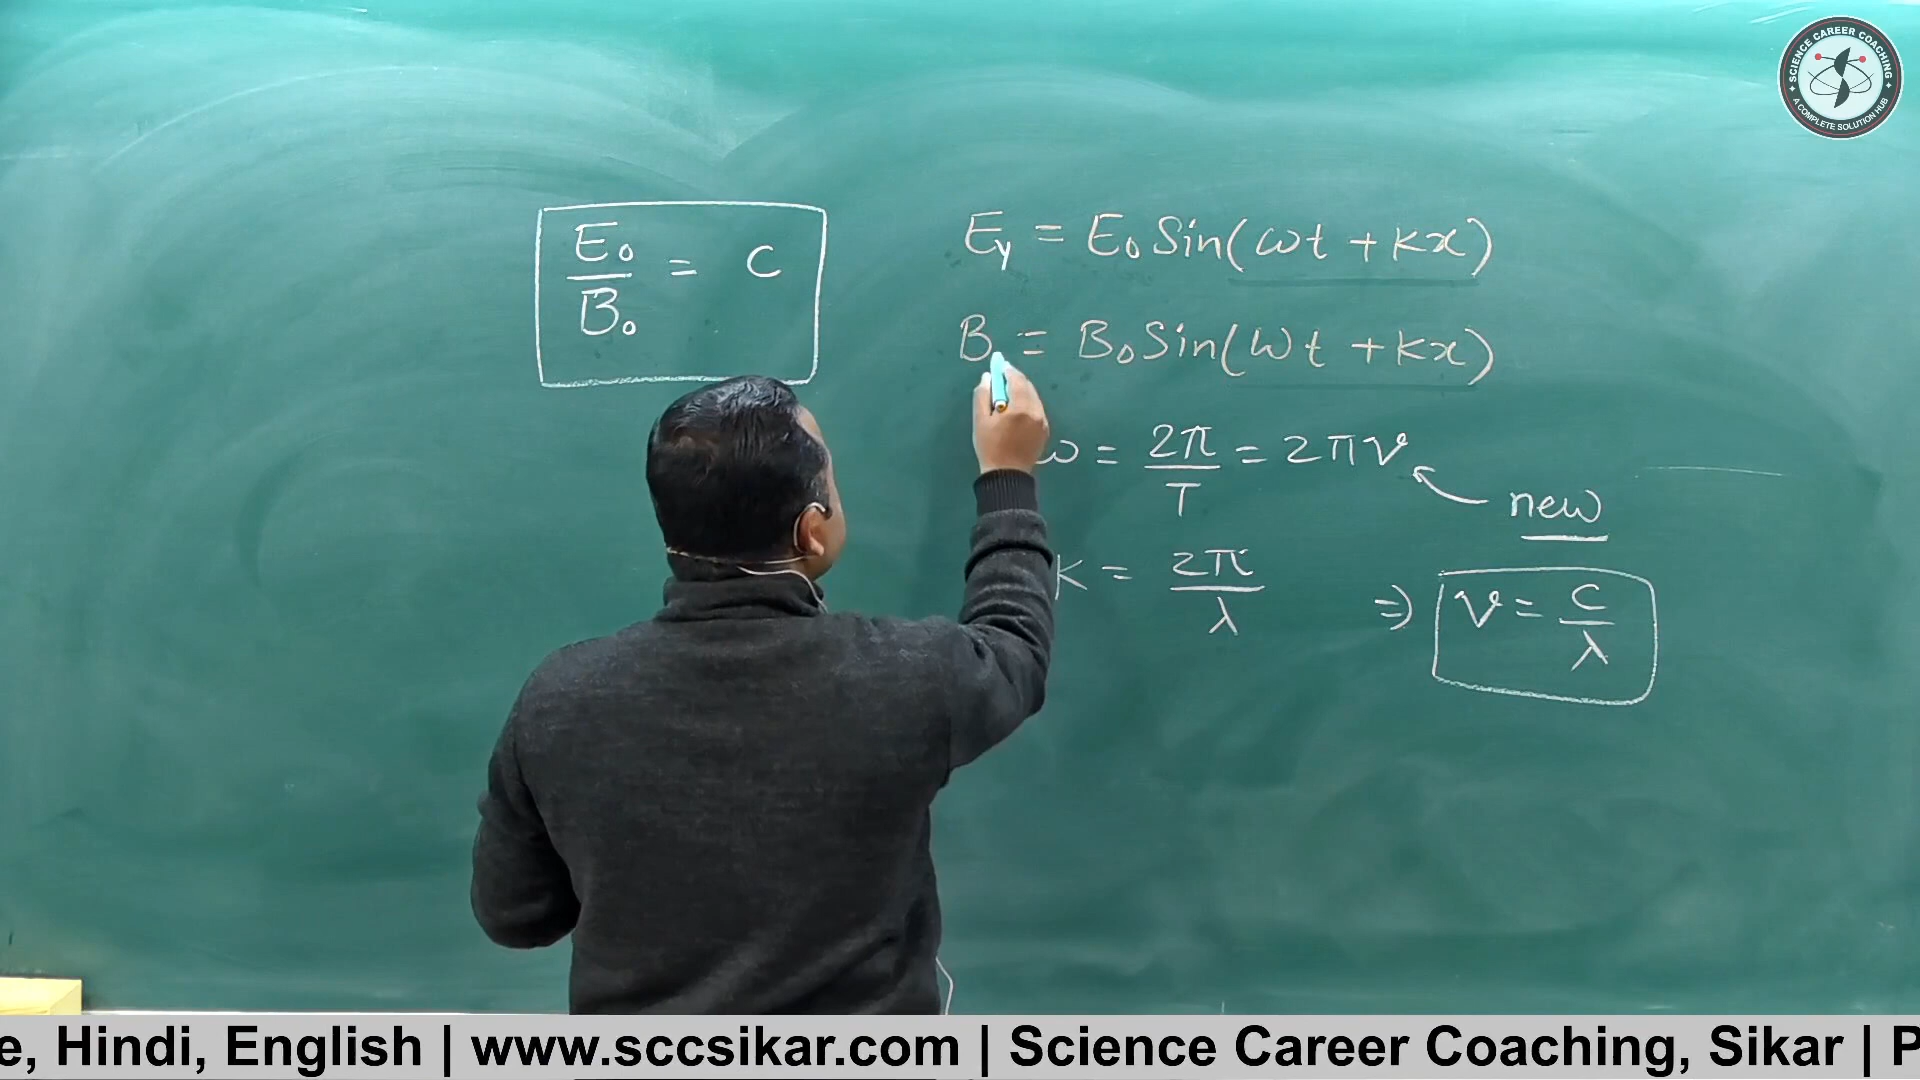 E₀/B₀ = C
Ey = E₀ Sin(ωt + kx)
B = B₀ Sin(ωt + kx)
ω = 2π/T = 2πν
new
k = 2π/λ
⇒ ν = C/λ
SCIENCE CAREER COACHING
A COMPLETE SOLUTION HUB
e, Hindi, English | www.sccsikar.com | Science Career Coaching, Sikar | P